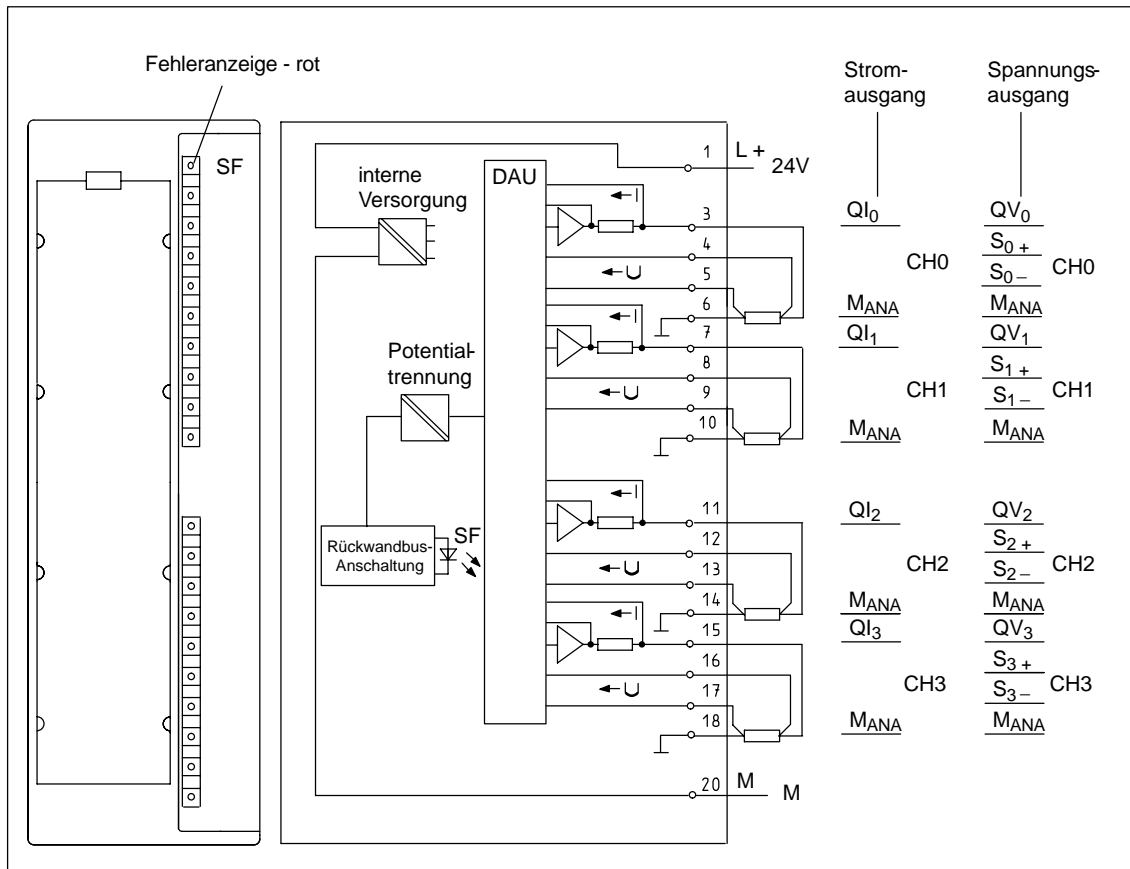 Fehleranzeige - rot
Strom-
ausgang
Spannungs-
ausgang
SF
interne
Versorgung
DAU
1 L + 24V
I
3
4
U
5
6
QI0
CH0
MANA
QV0
S0 +
S0 –
CH0
MANA
Potential-
trennung
I
7
8
U
9
10
QI1
CH1
MANA
QV1
S1 +
S1 –
CH1
MANA
Rückwandbus-
Anschaltung
SF
I
11
12
U
13
14
QI2
CH2
MANA
QV2
S2 +
S2 –
CH2
MANA
I
15
16
U
17
18
QI3
CH3
MANA
QV3
S3 +
S3 –
CH3
MANA
20 M M